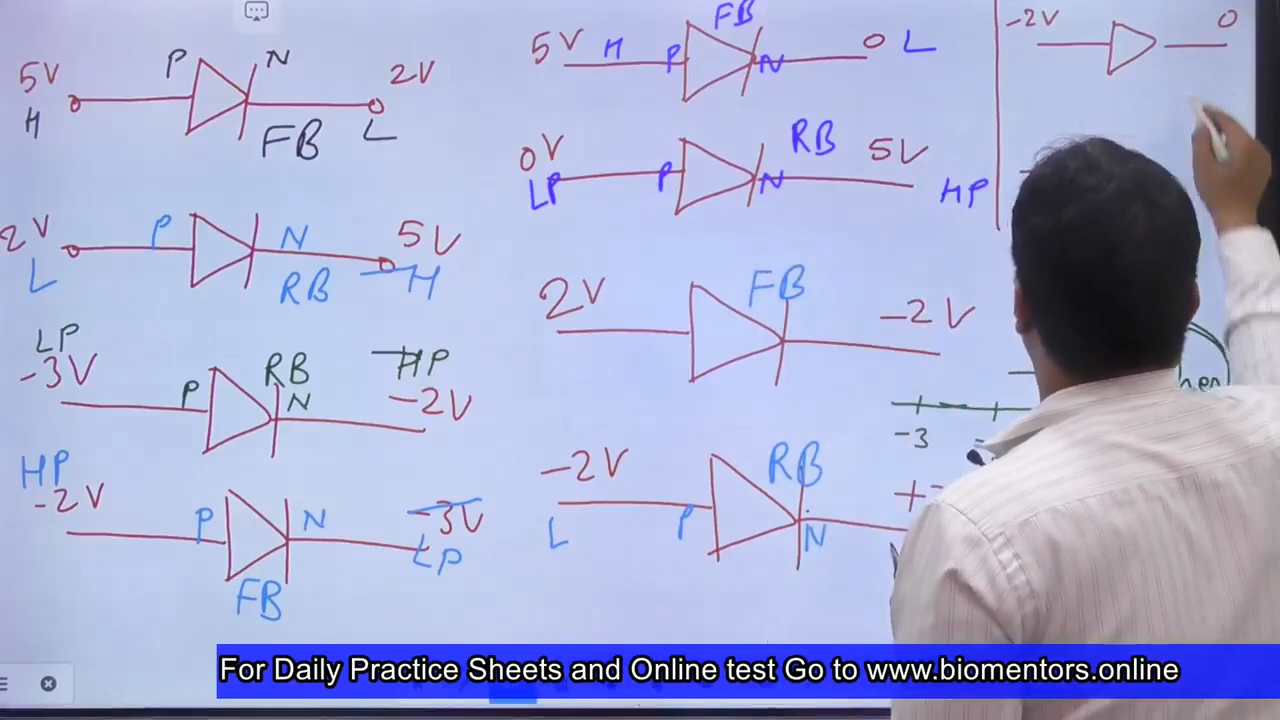 5V P N 2V
H FB L
2V P N 5V
L RB H
LP RB HP
-3V P N -2V
HP
-2V P N -3V
FB LP
FB
5V H P N 0 L
0V RB 5V
LP P N HP
2V FB -2V
-2V RB
L P N
-2V 0
-3
For Daily Practice Sheets and Online test Go to www.biomentors.online